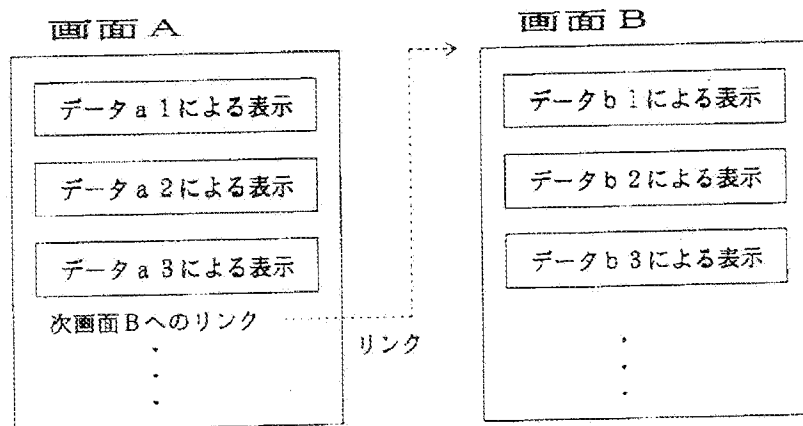 画面A
データa1による表示
データa2による表示
データa3による表示
次画面Bへのリンク
リンク
画面B
データb1による表示
データb2による表示
データb3による表示